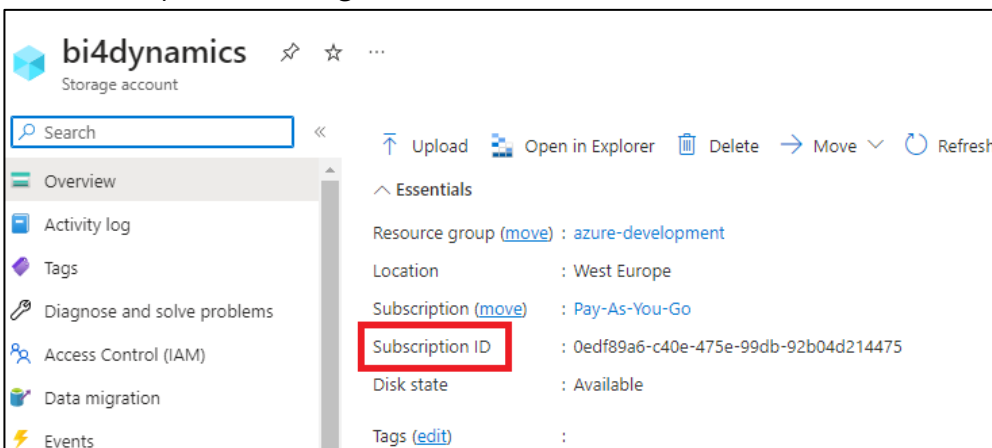 bi4dynamics
Storage account
Search
Overview
Activity log
Tags
Diagnose and solve problems
Access Control (IAM)
Data migration
Events
Upload Open in Explorer Delete Move Refresh
Essentials
Resource group (move) : azure-development
Location : West Europe
Subscription (move) : Pay-As-You-Go
Subscription ID : 0edf89a6-c40e-475e-99db-92b04d214475
Disk state : Available
Tags (edit) :